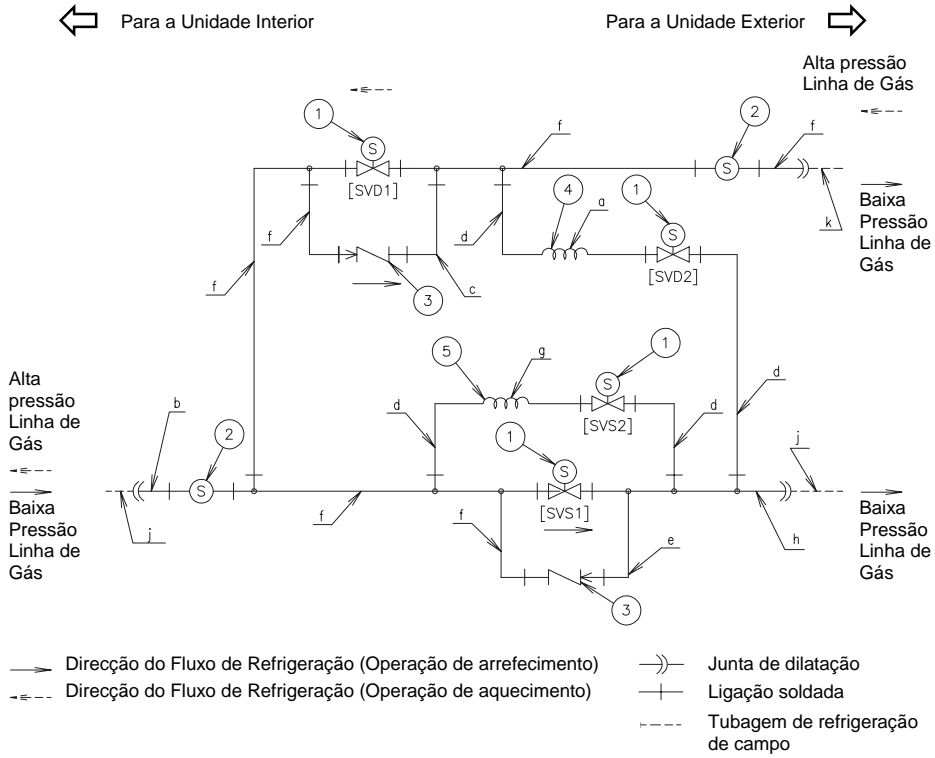 Para a Unidade Interior
Para a Unidade Exterior
Alta pressão
Linha de Gás
1
2
f
f
S
S
[SVD1]
k
Baixa
Pressão
Linha de
Gás
f
d
4
a
1
S
[SVD2]
f
c
3
Alta
pressão
Linha de
Gás
b
2
S
5
g
1
S
[SVS2]
d
d
d
1
S
[SVS1]
j
j
Baixa
Pressão
Linha de
Gás
f
f
e
3
h
Baixa
Pressão
Linha de
Gás
Direcção do Fluxo de Refrigeração (Operação de arrefecimento)
Direcção do Fluxo de Refrigeração (Operação de aquecimento)
Junta de dilatação
Ligação soldada
Tubagem de refrigeração
de campo